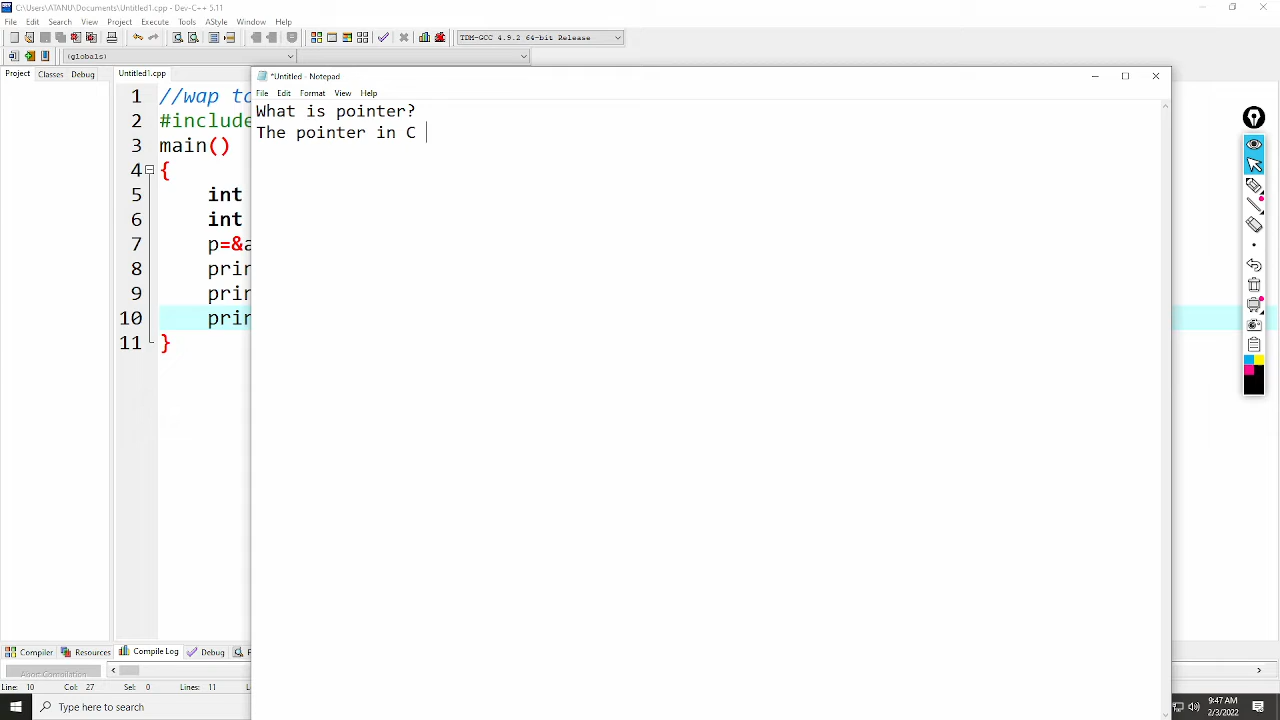 C:\Users\ATANU\Documents\Untitled1.cpp - Dev-C++ 5.11
File Edit Search View Project Execute Tools AStyle Window Help
TDM-GCC 4.9.2 64-bit Release
(globals)
Project Classes Debug Untitled1.cpp
*Untitled - Notepad
File Edit Format View Help
What is pointer?
The pointer in C
1 //wap to
2 #include
3 main()
4 {
5 int
6 int
7 p=&a
8 prin
9 prin
10 prin
11 }
Compiler Resources Compile Log Debug
Abort Compilation
Line: 10 Col: 27 Sel: 0 Lines: 11
Type here to search
9:47 AM
2/3/2022